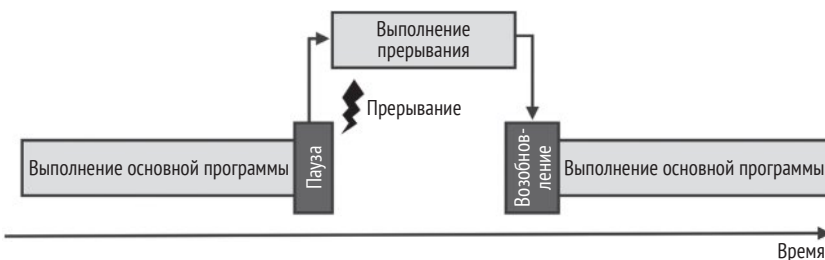 Выполнение
прерывания
Прерывание
Выполнение основной программы
Пауза
Возобнов-
ление
Выполнение основной программы
Время